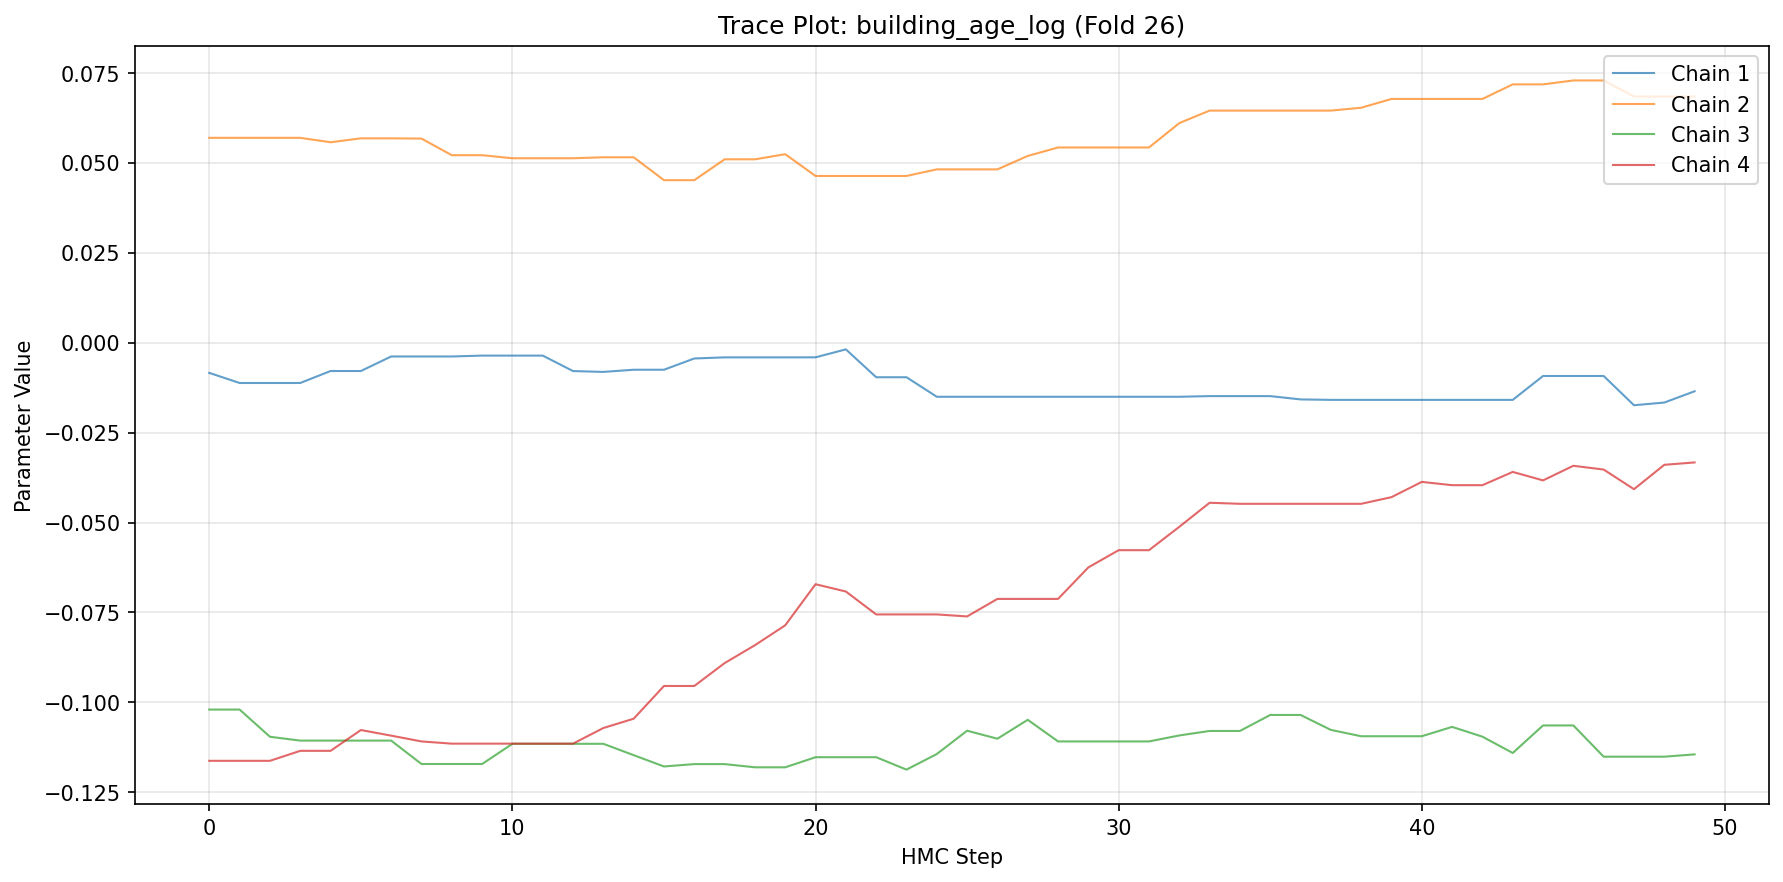 Trace Plot: building_age_log (Fold 26)
Parameter Value
0.075
0.050
0.025
0.000
−0.025
−0.050
−0.075
−0.100
−0.125
Chain 1
Chain 2
Chain 3
Chain 4
0 10 20 30 40 50
HMC Step